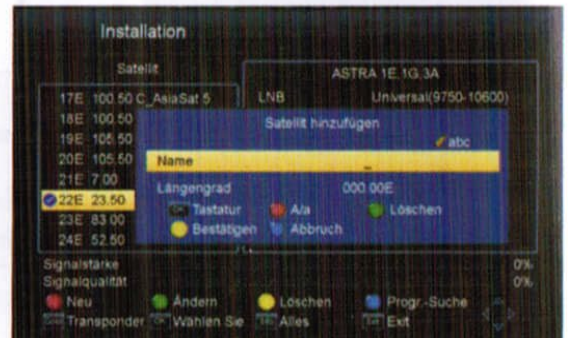 Installation
Satellit
ASTRA 1E,1G,3A
17E 100.50 C_AsiaSat 5
LNB Universal(9750-10600)
18E 100.50
Satellit hinzufügen
19E 105.50
abc
20E 105.50
Name _
21E 7.00
Längengrad 000.00E
22E 23.50
OK Tastatur A/a Löschen
23E 83.00
Bestätigen Abbruch
24E 52.50
Signalstärke 0%
Signalqualität 0%
Neu Ändern Löschen Progr.-Suche
Transponder OK Wählen Sie Alles Exit Exit